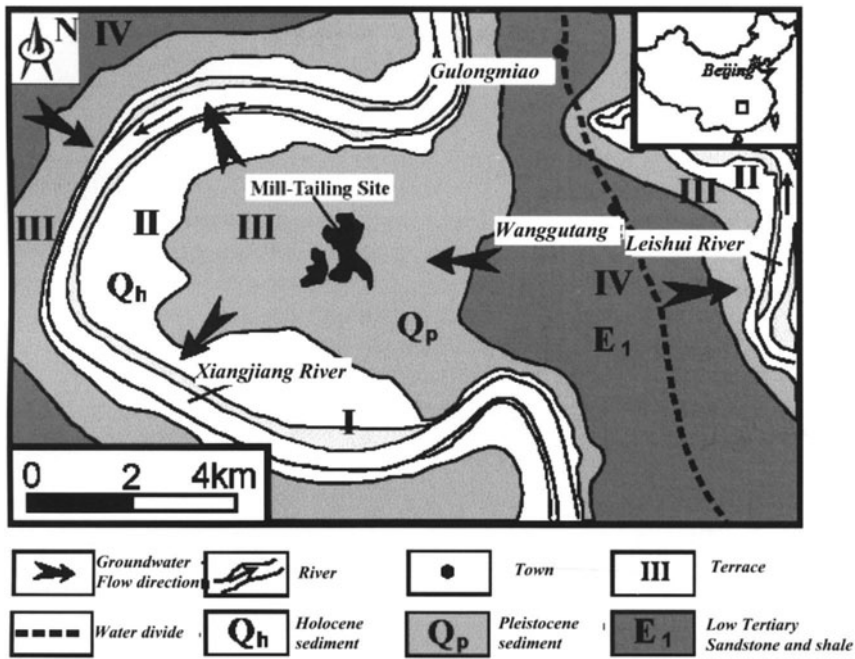 N
IV
Gulongmiao
Beijing
Mill-Tailing Site
III
II
III
II
III
Wanggutang
Leishui River
Qh
IV
Qp
E1
Xiangjiang River
I
0 2 4km
Groundwater
Flow direction
River
Town
III
Terrace
Water divide
Qh
Holocene
sediment
Qp
Pleistocene
sediment
E1
Low Tertiary
Sandstone and shale